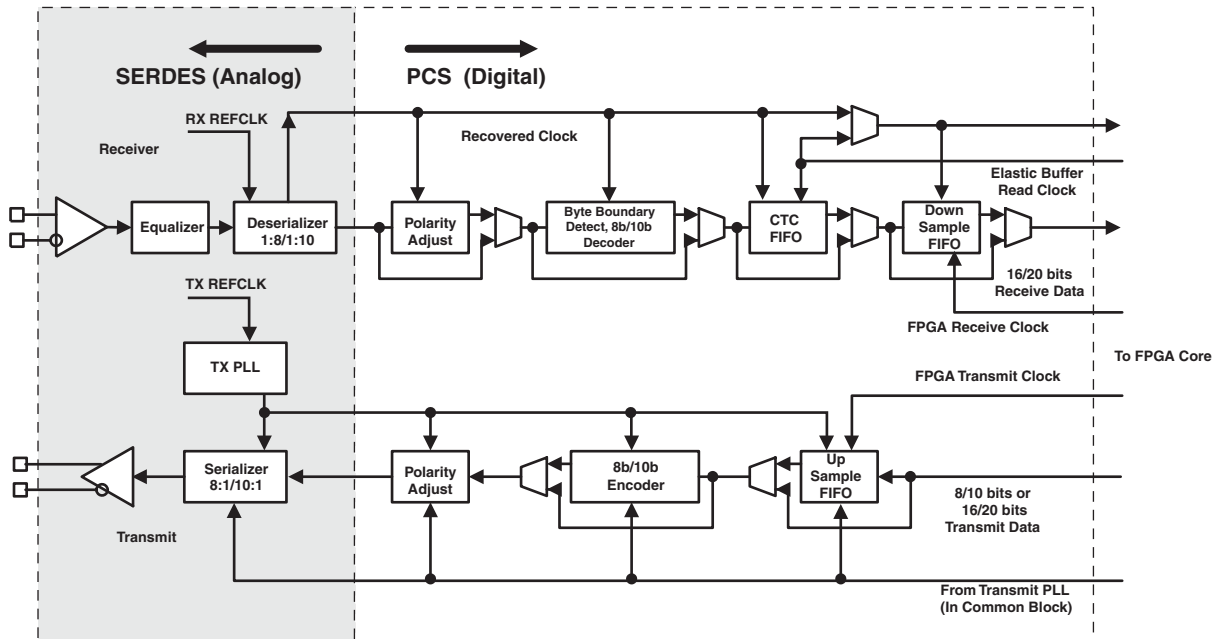 SERDES (Analog)
PCS (Digital)
RX REFCLK
Recovered Clock
Receiver
Elastic Buffer
Read Clock
Equalizer
Deserializer
1:8/1:10
Polarity
Adjust
Byte Boundary
Detect, 8b/10b
Decoder
CTC
FIFO
Down
Sample
FIFO
16/20 bits
Receive Data
TX REFCLK
FPGA Receive Clock
TX PLL
To FPGA Core
FPGA Transmit Clock
Serializer
8:1/10:1
Polarity
Adjust
8b/10b
Encoder
Up
Sample
FIFO
8/10 bits or
16/20 bits
Transmit Data
Transmit
From Transmit PLL
(In Common Block)